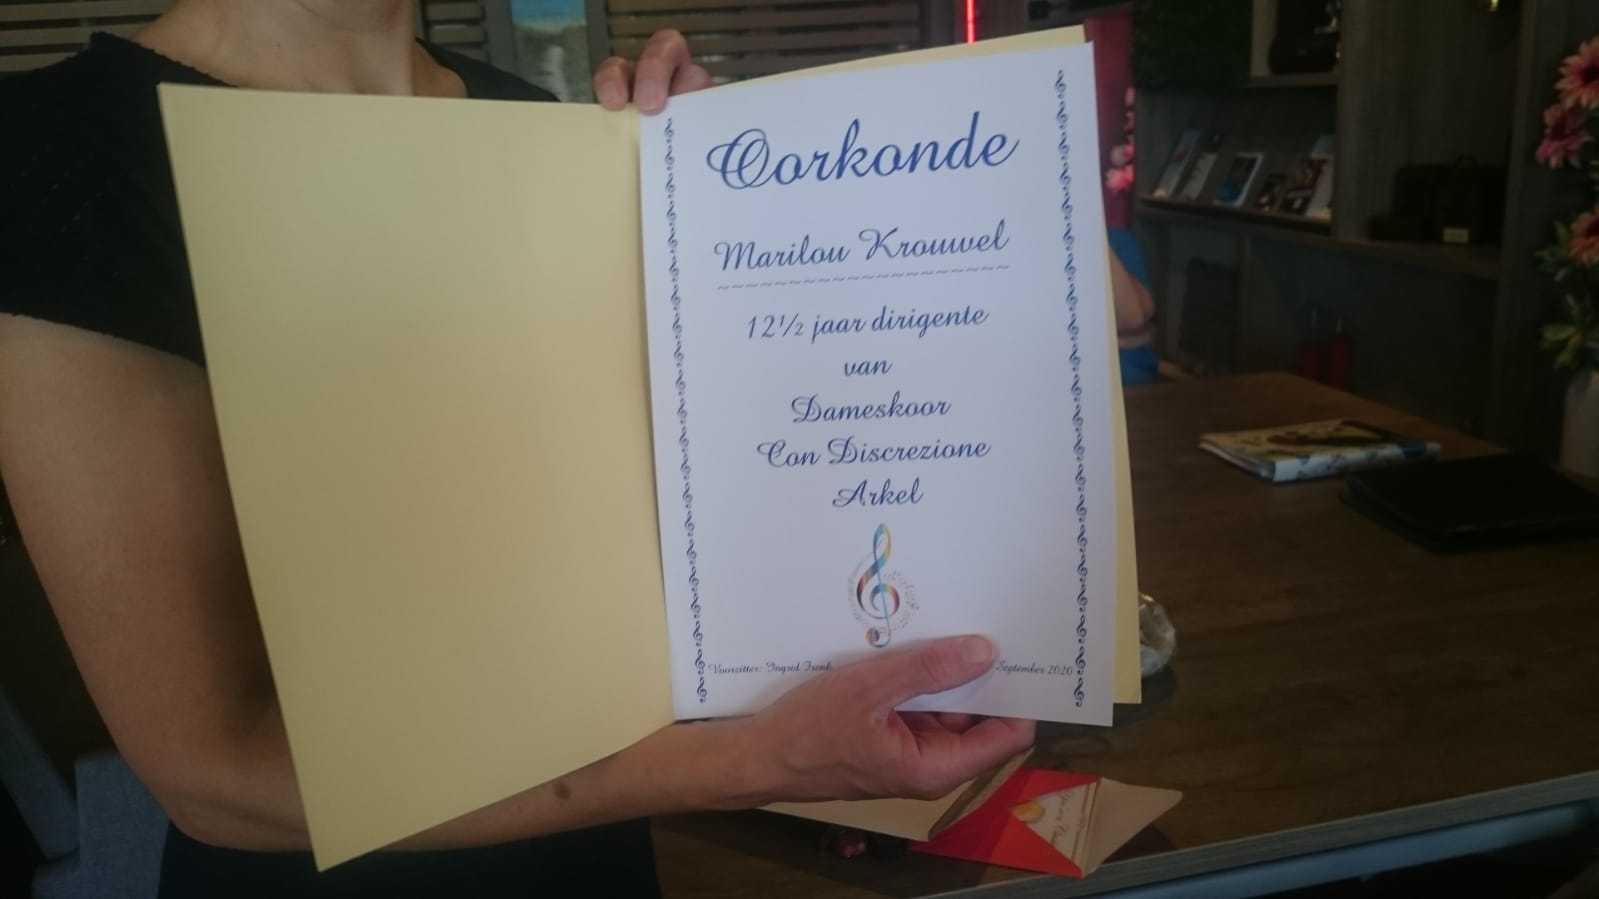 Oorkonde
Marilou Krouwel
~~~~~~~~~~~~~~~~~~~~~
12½ jaar dirigente
van
Dameskoor
Con Discrezione
Arkel
Voorzitter: Ingrid
September 2020